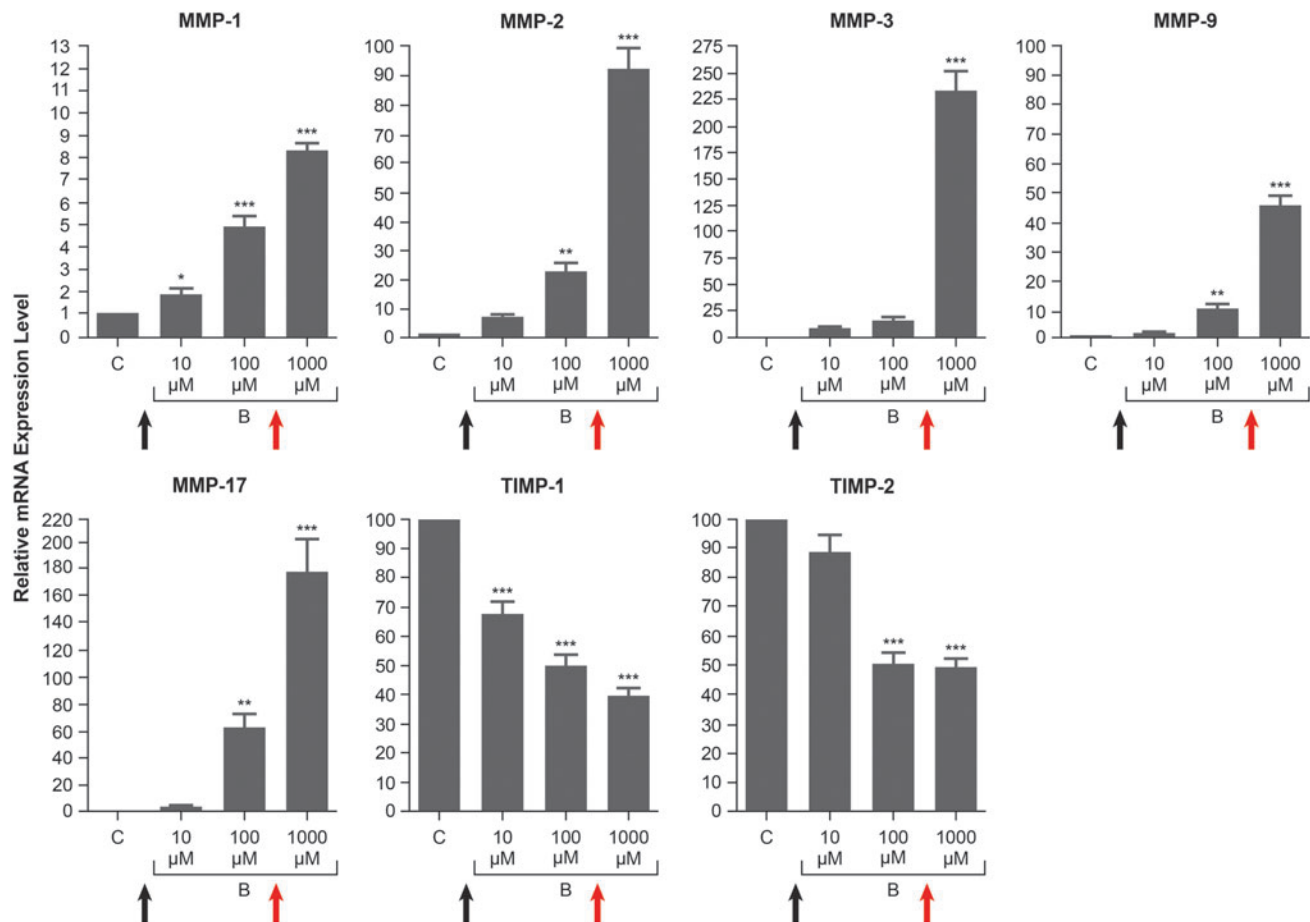 MMP-1
MMP-2
MMP-3
MMP-9
13
12
11
10
9
8
7
6
5
4
3
2
1
0
*
***
***
C
10 µM
100 µM
1000 µM
B
100
90
80
70
60
50
40
30
20
10
0
**
***
C
10 µM
100 µM
1000 µM
B
275
250
225
200
175
150
125
100
75
50
25
0
***
C
10 µM
100 µM
1000 µM
B
100
90
80
70
60
50
40
30
20
10
0
**
***
C
10 µM
100 µM
1000 µM
B
Relative mRNA Expression Level
MMP-17
TIMP-1
TIMP-2
220
200
180
160
140
120
100
80
60
40
20
0
**
***
C
10 µM
100 µM
1000 µM
B
100
90
80
70
60
50
40
30
20
10
0
***
***
***
C
10 µM
100 µM
1000 µM
B
100
90
80
70
60
50
40
30
20
10
0
***
***
C
10 µM
100 µM
1000 µM
B